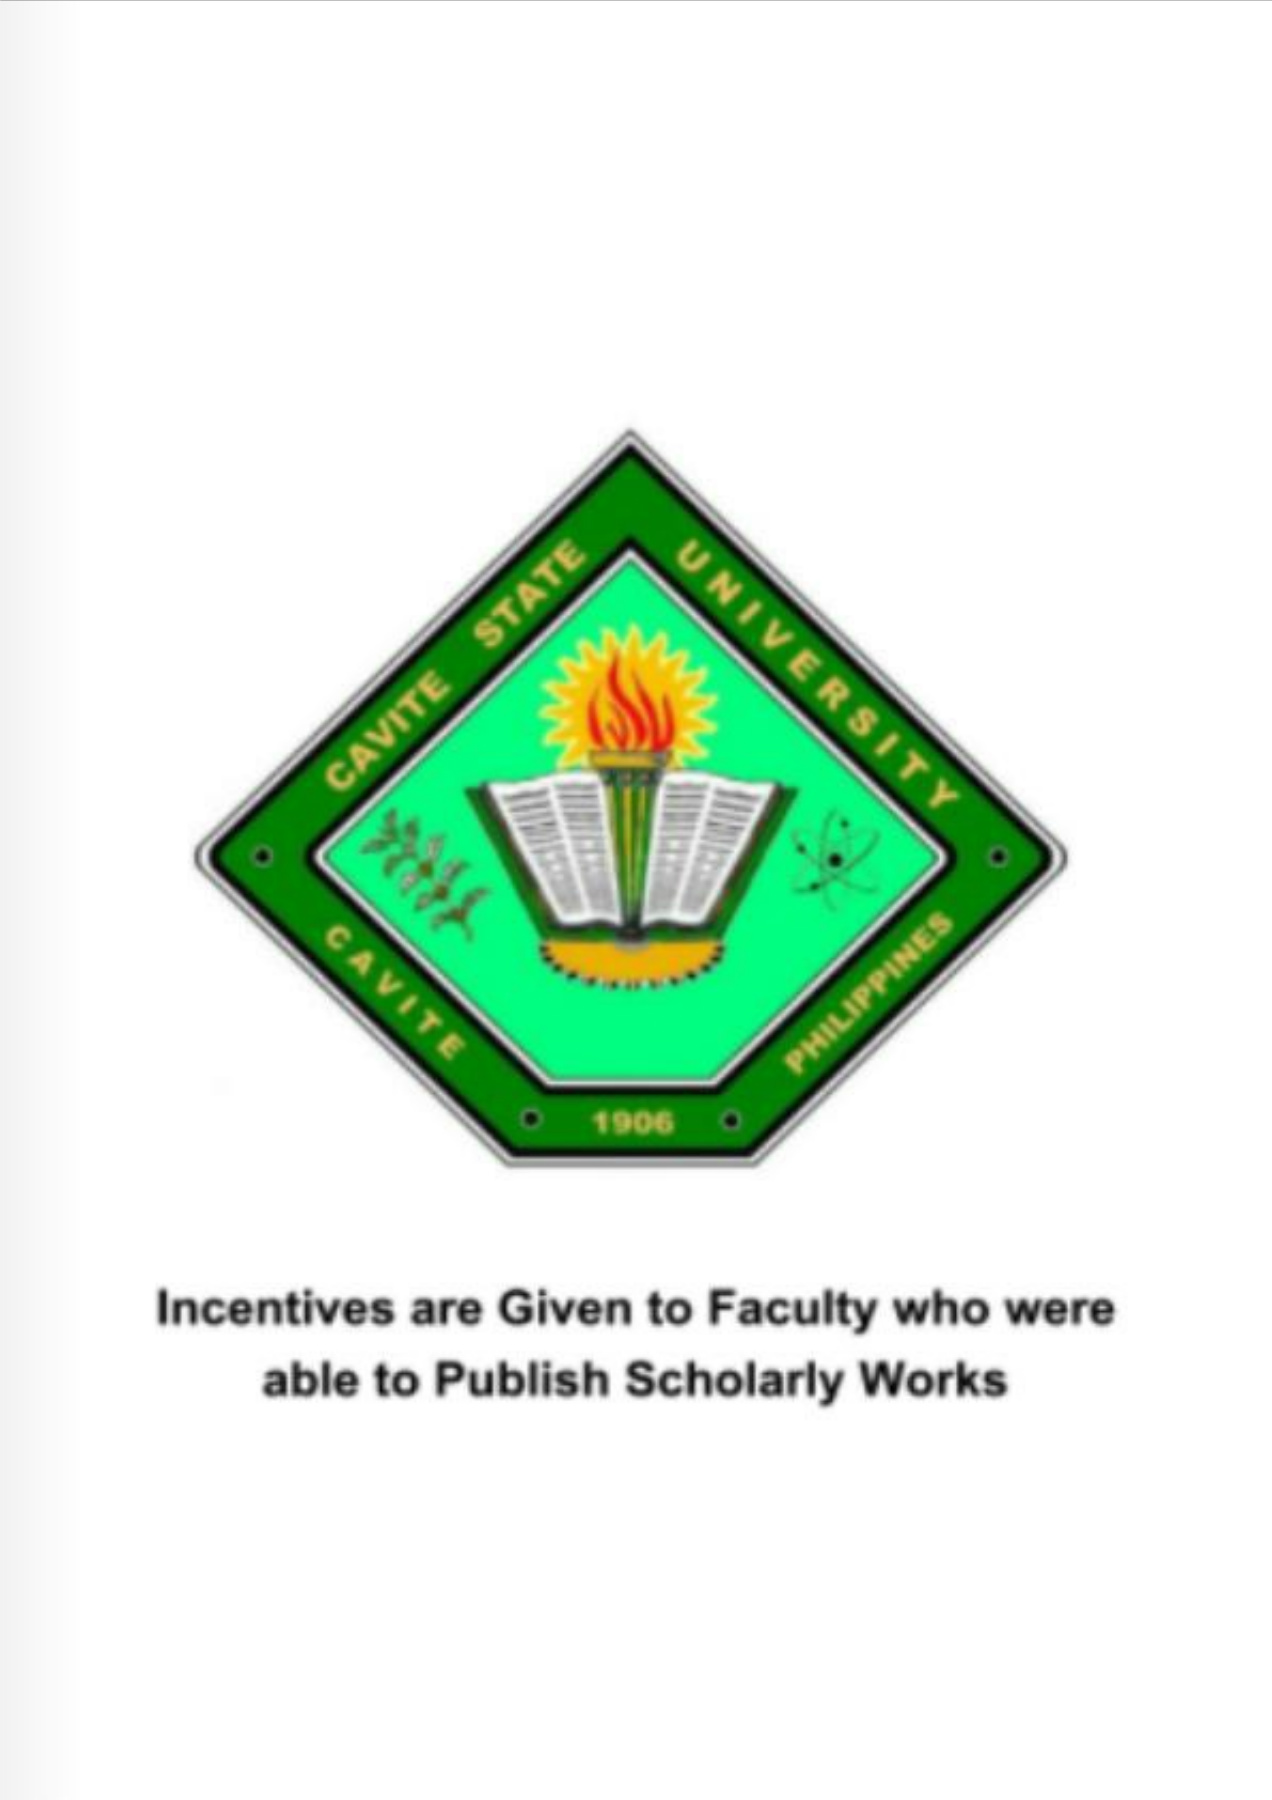 CAVITE STATE UNIVERSITY
CAVITE
PHILIPPINES
1906
Incentives are Given to Faculty who were
able to Publish Scholarly Works